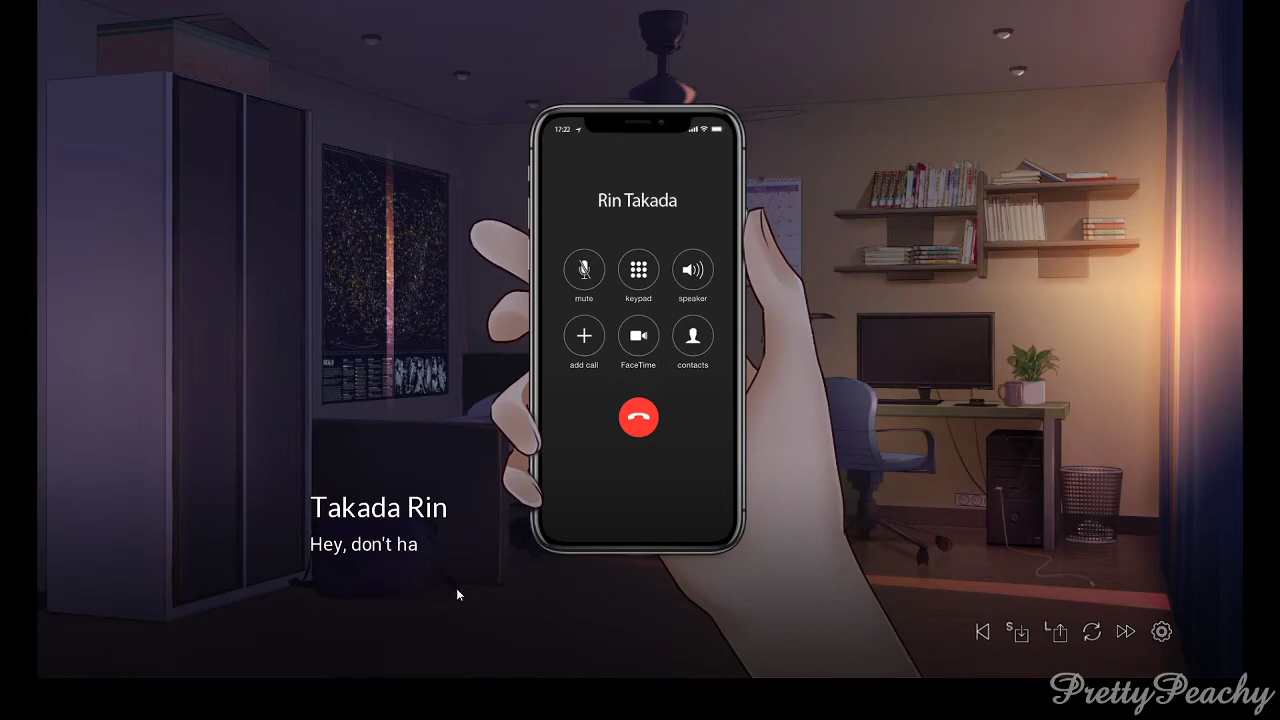 17:22
Rin Takada
mute keypad speaker
add call FaceTime contacts
Takada Rin
Hey, don't ha
S L
PrettyPeachy